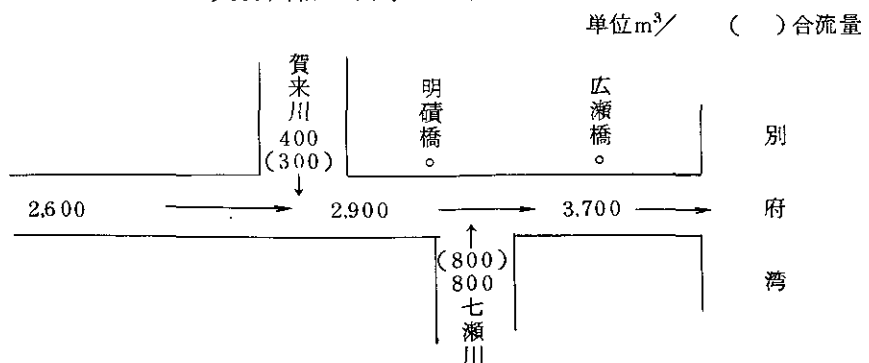 単位m³/ ( )合流量
賀来川
400
(300)
明磧橋
広瀬橋
別府湾
2,600
2,900
3,700
(800)
800
七瀬川